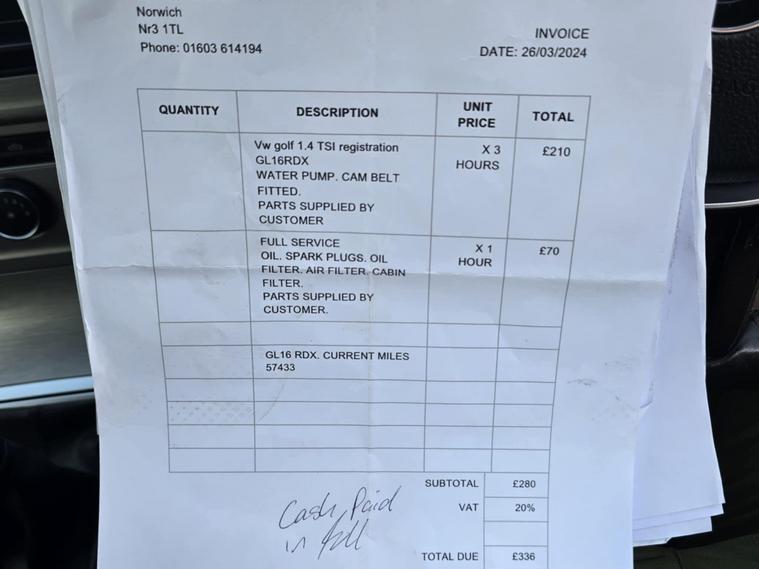 Norwich
Nr3 1TL
Phone: 01603 614194
INVOICE
DATE: 26/03/2024
QUANTITY DESCRIPTION UNIT PRICE TOTAL
Vw golf 1.4 TSI registration X 3 £210
GL16RDX HOURS
WATER PUMP. CAM BELT
FITTED.
PARTS SUPPLIED BY
CUSTOMER
FULL SERVICE X 1 £70
OIL. SPARK PLUGS. OIL HOUR
FILTER. AIR FILTER. CABIN
FILTER.
PARTS SUPPLIED BY
CUSTOMER.
GL16 RDX. CURRENT MILES
57433
SUBTOTAL £280
VAT 20%
Cash Paid
in full
TOTAL DUE £336